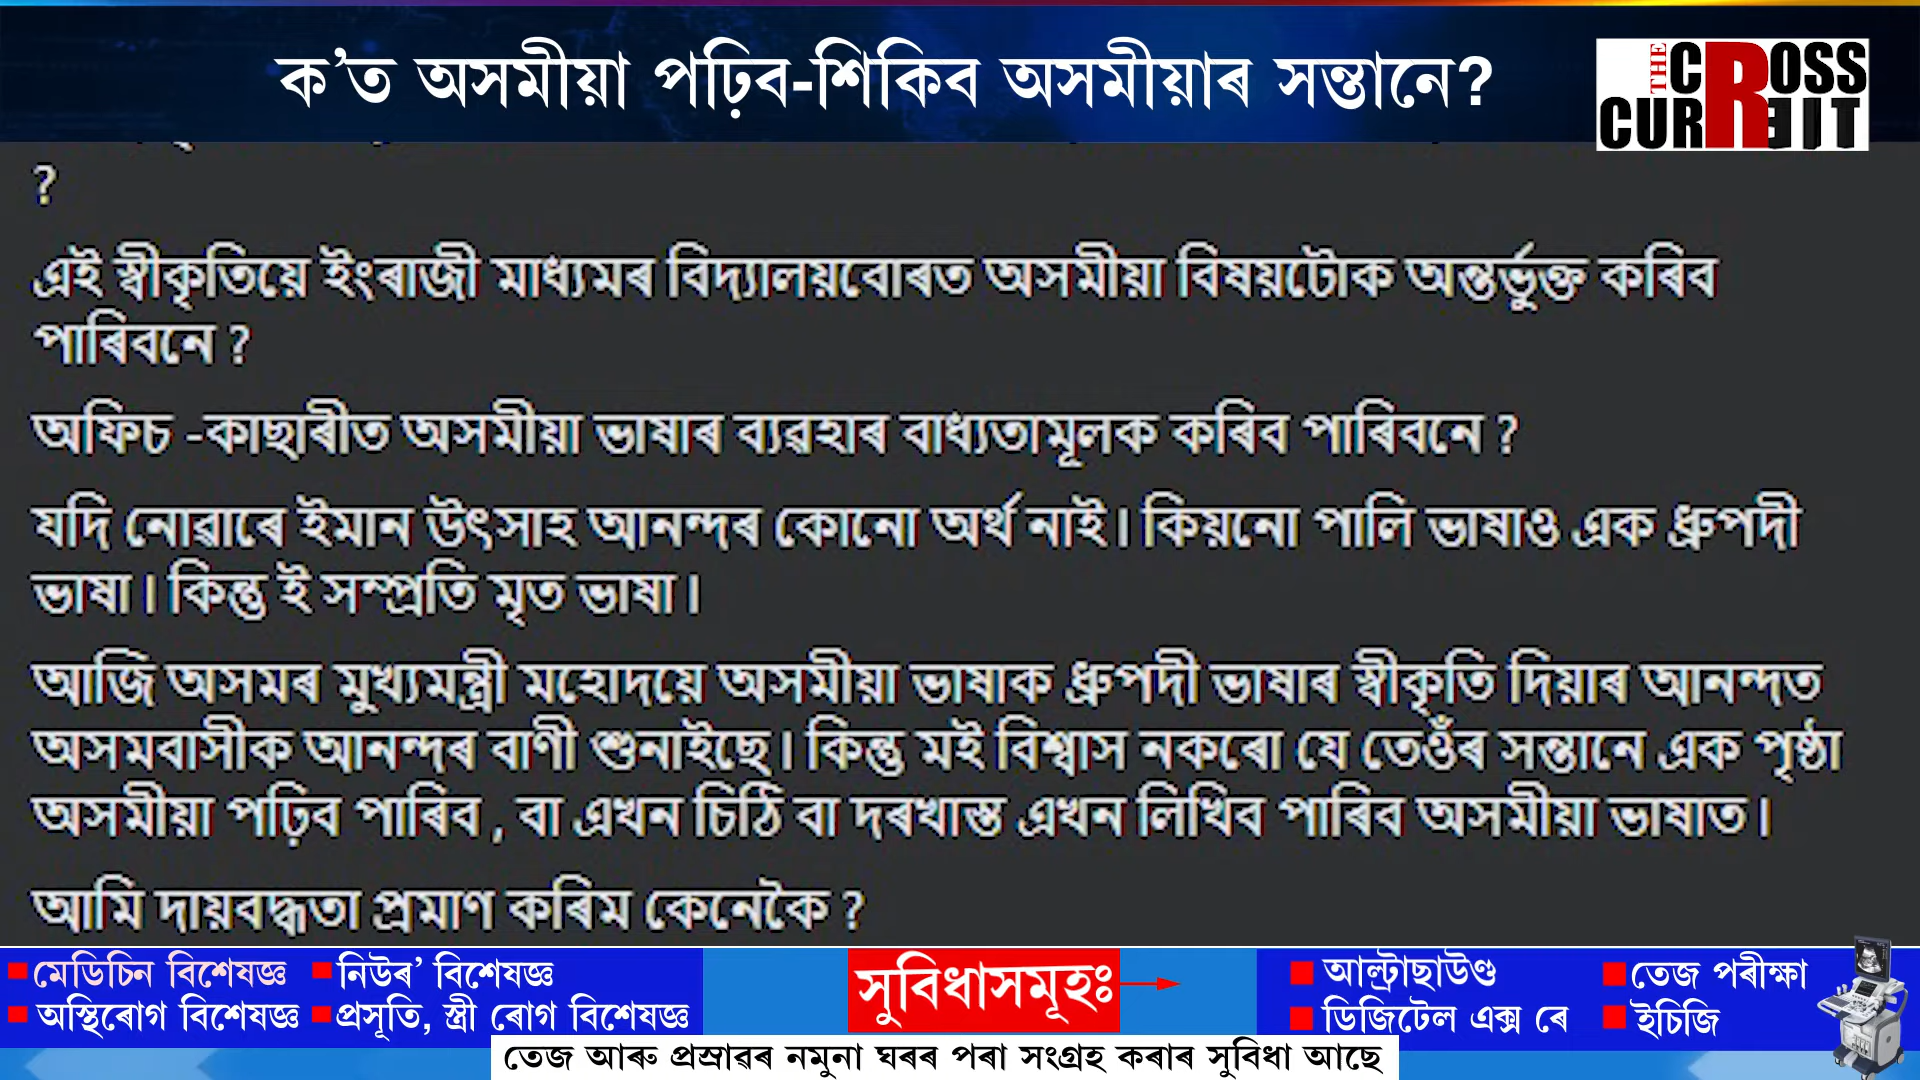 ক’ত অসমীয়া পঢ়িব-শিকিব অসমীয়াৰ সন্তানে?
THE CROSS
CURRENT
?
এই স্বীকৃতিয়ে ইংৰাজী মাধ্যমৰ বিদ্যালয়বোৰত অসমীয়া বিষয়টোক অন্তৰ্ভুক্ত কৰিব
পাৰিবনে ?
অফিচ -কাছাৰীত অসমীয়া ভাষাৰ ব্যৱহাৰ বাধ্যতামূলক কৰিব পাৰিবনে ?
যদি নোৱাৰে ইমান উৎসাহ আনন্দৰ কোনো অৰ্থ নাই। কিয়নো পালি ভাষাও এক ধ্ৰুপদী
ভাষা। কিন্তু ই সম্প্ৰতি মৃত ভাষা।
আজি অসমৰ মুখ্যমন্ত্ৰী মহোদয়ে অসমীয়া ভাষাক ধ্ৰুপদী ভাষাৰ স্বীকৃতি দিয়াৰ আনন্দত
অসমবাসীক আনন্দৰ বাণী শুনাইছে। কিন্তু মই বিশ্বাস নকৰো যে তেওঁৰ সন্তানে এক পৃষ্ঠা
অসমীয়া পঢ়িব পাৰিব , বা এখন চিঠি বা দৰখাস্ত এখন লিখিব পাৰিব অসমীয়া ভাষাত।
আমি দায়বদ্ধতা প্ৰমাণ কৰিম কেনেকৈ ?
মেডিচিন বিশেষজ্ঞ নিউৰ’ বিশেষজ্ঞ
অস্থিৰোগ বিশেষজ্ঞ প্ৰসূতি, স্ত্ৰী ৰোগ বিশেষজ্ঞ
সুবিধাসমূহঃ
আল্ট্ৰাছাউণ্ড তেজ পৰীক্ষা
ডিজিটেল এক্স ৰে ইচিজি
তেজ আৰু প্ৰস্ৰাৱৰ নমুনা ঘৰৰ পৰা সংগ্ৰহ কৰাৰ সুবিধা আছে